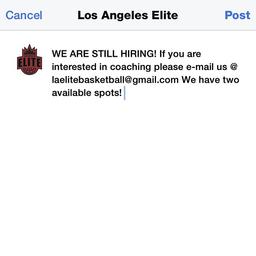 Cancel Los Angeles Elite Post
ELITE
WE ARE STILL HIRING! If you are
interested in coaching please e-mail us @
laelitebasketball@gmail.com We have two
available spots!